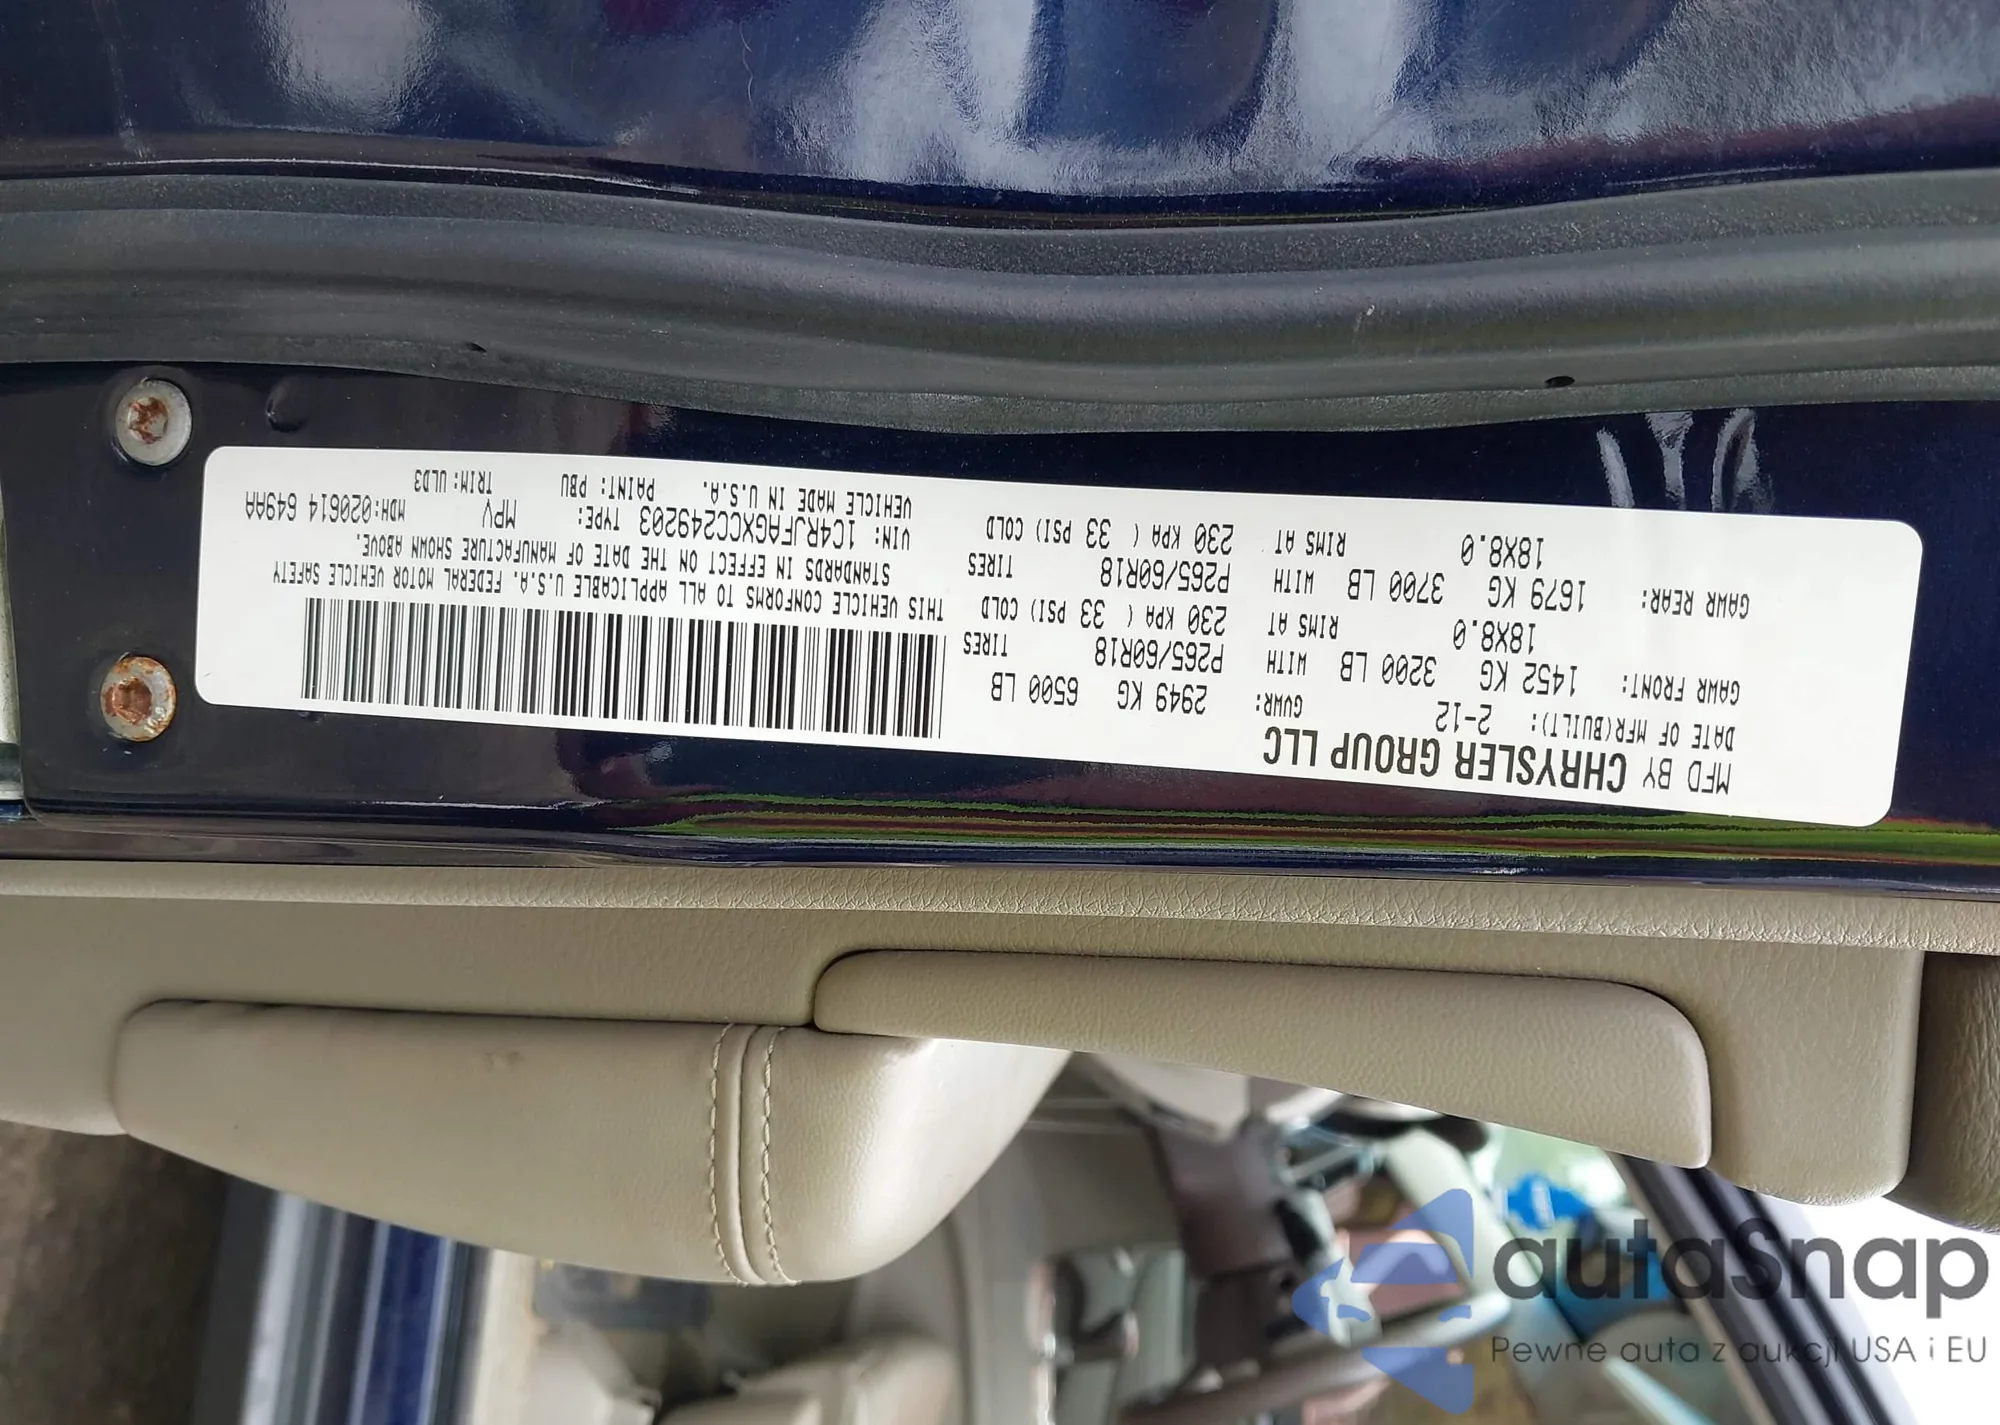 MFD BY CHRYSLER GROUP LLC
DATE OF MFR(BUILT): 2-12 GVWR: 2949 KG 6500 LB
GAWR FRONT: 1452 KG 3200 LB WITH P265/60R18 TIRES
18X8.0 RIMS AT 230 KPA ( 33 PSI) COLD
GAWR REAR: 1679 KG 3700 LB WITH P265/60R18 TIRES
18X8.0 RIMS AT 230 KPA ( 33 PSI) COLD
THIS VEHICLE CONFORMS TO ALL APPLICABLE U.S.A. FEDERAL MOTOR VEHICLE SAFETY
STANDARDS IN EFFECT ON THE DATE OF MANUFACTURE SHOWN ABOVE.
VIN: 1C4RJFAGXCC249203 TYPE: MPV MDH:020614 649AA
VEHICLE MADE IN U.S.A. PAINT: PBU TRIM: ULD3
autaSnap
Pewne auta z aukcji USA i EU